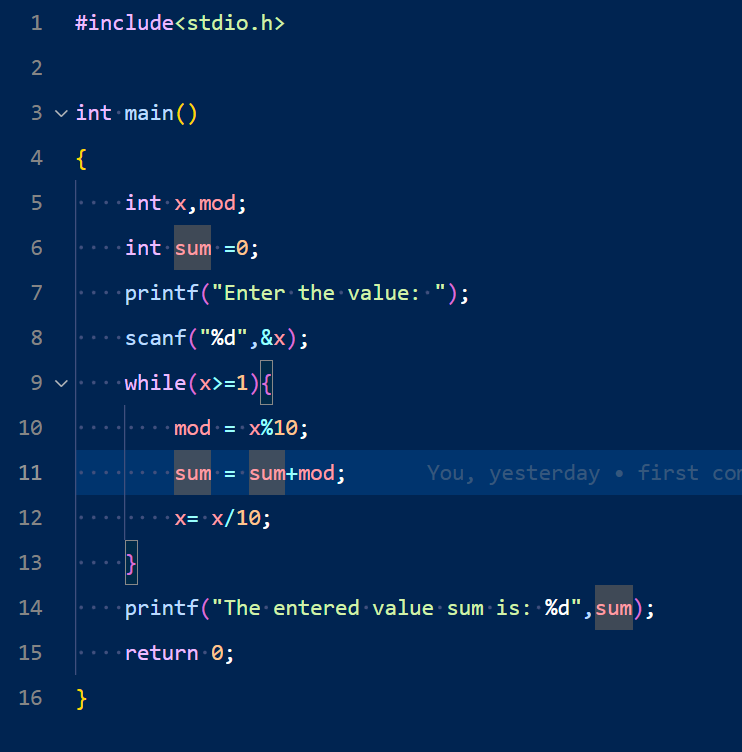 1 #include<stdio.h>
2
3 int main()
4 {
5 int x,mod;
6 int sum =0;
7 printf("Enter the value: ");
8 scanf("%d",&x);
9 while(x>=1){
10 mod = x%10;
11 sum = sum+mod; You, yesterday • first
12 x= x/10;
13 }
14 printf("The entered value sum is: %d",sum);
15 return 0;
16 }